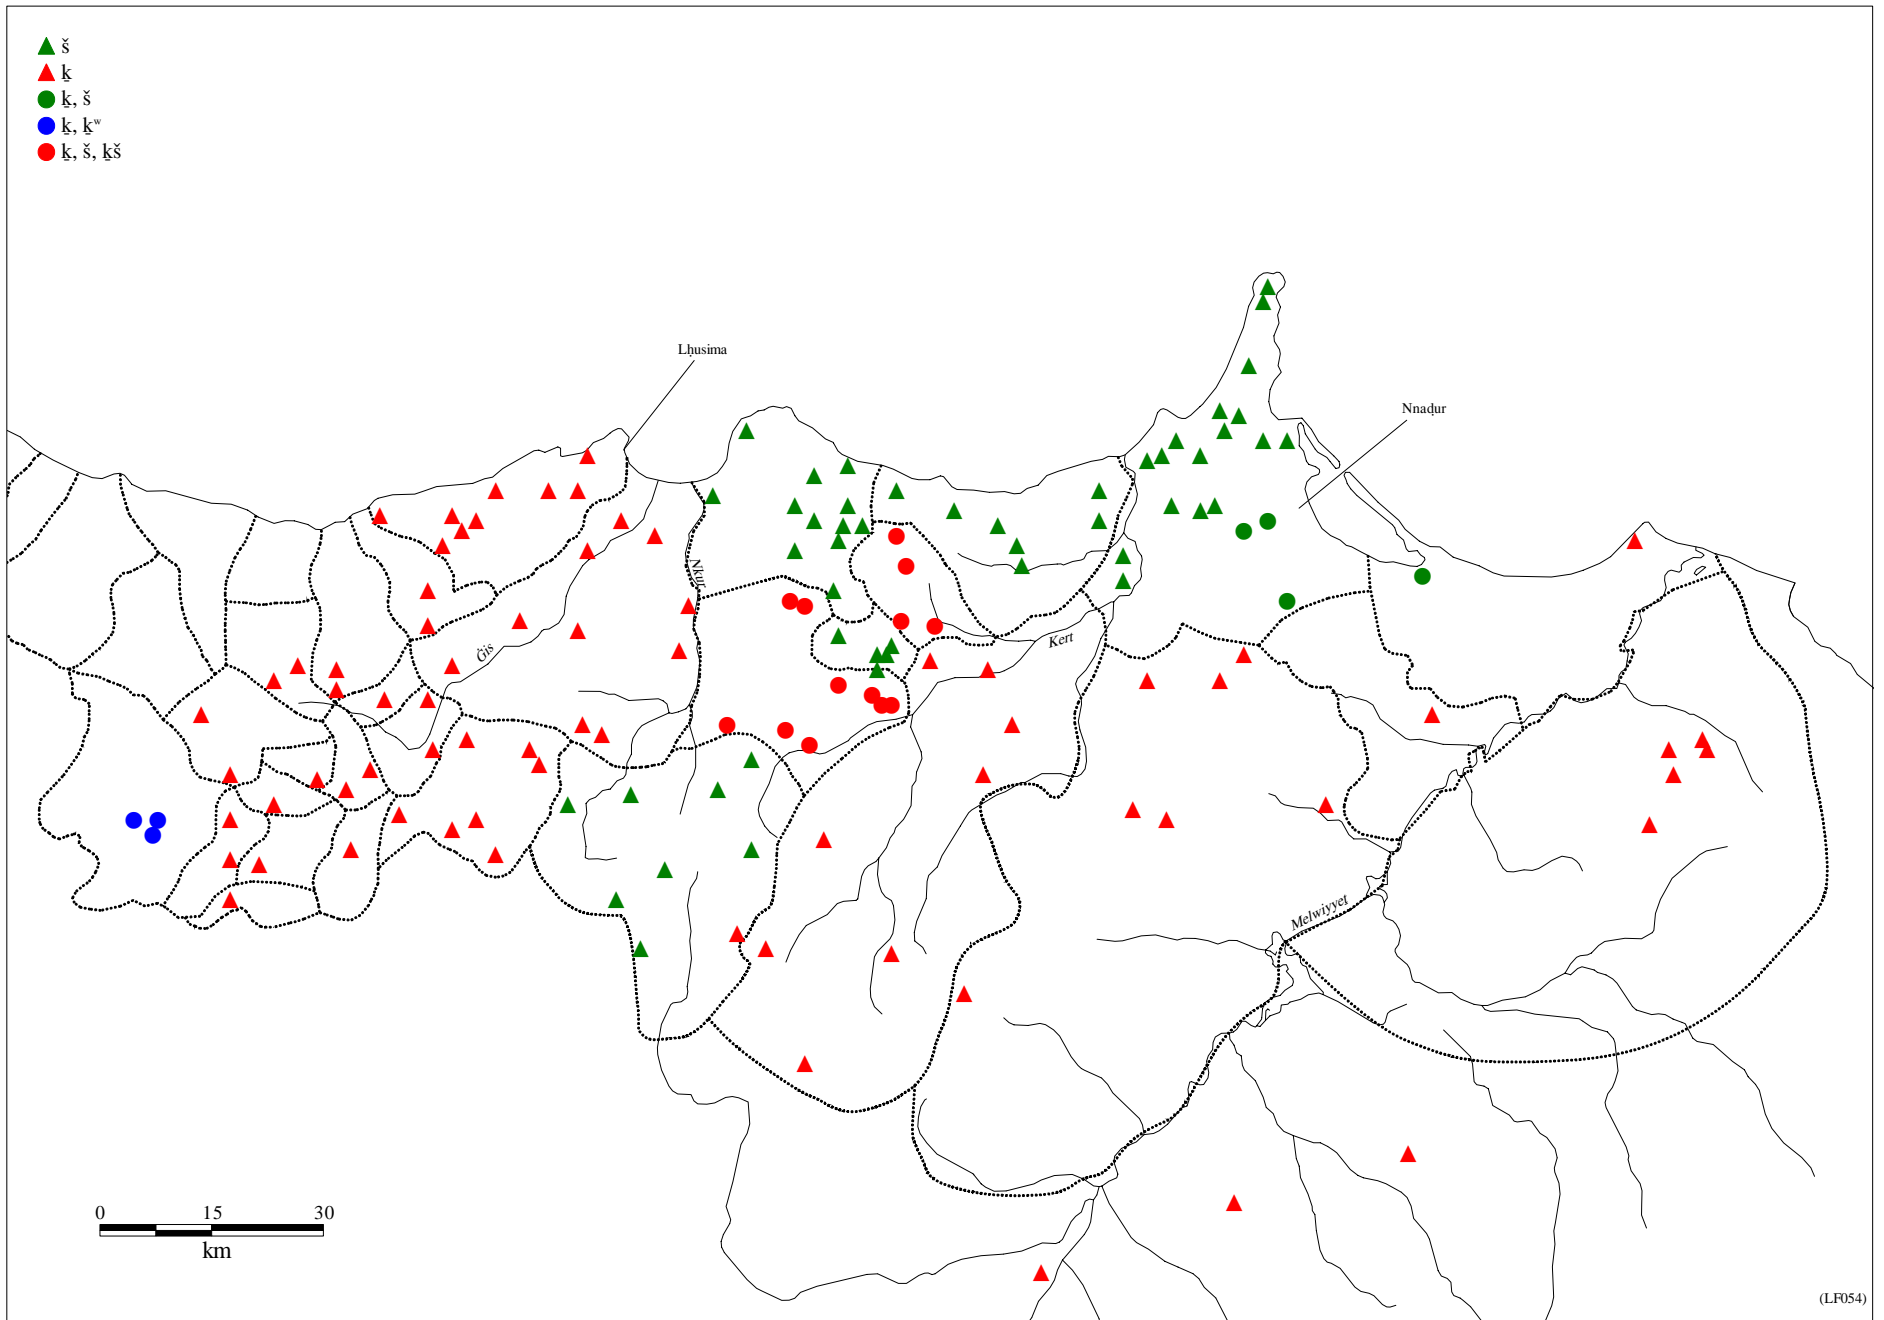 š
ḵ
ḵ, š
ḵ, ḵʷ
ḵ, š, ḵš
Lḥusima
Nnaḍur
Nkur
Ġis
Kert
Melwiyyet
0 15 30
km
(LF054)